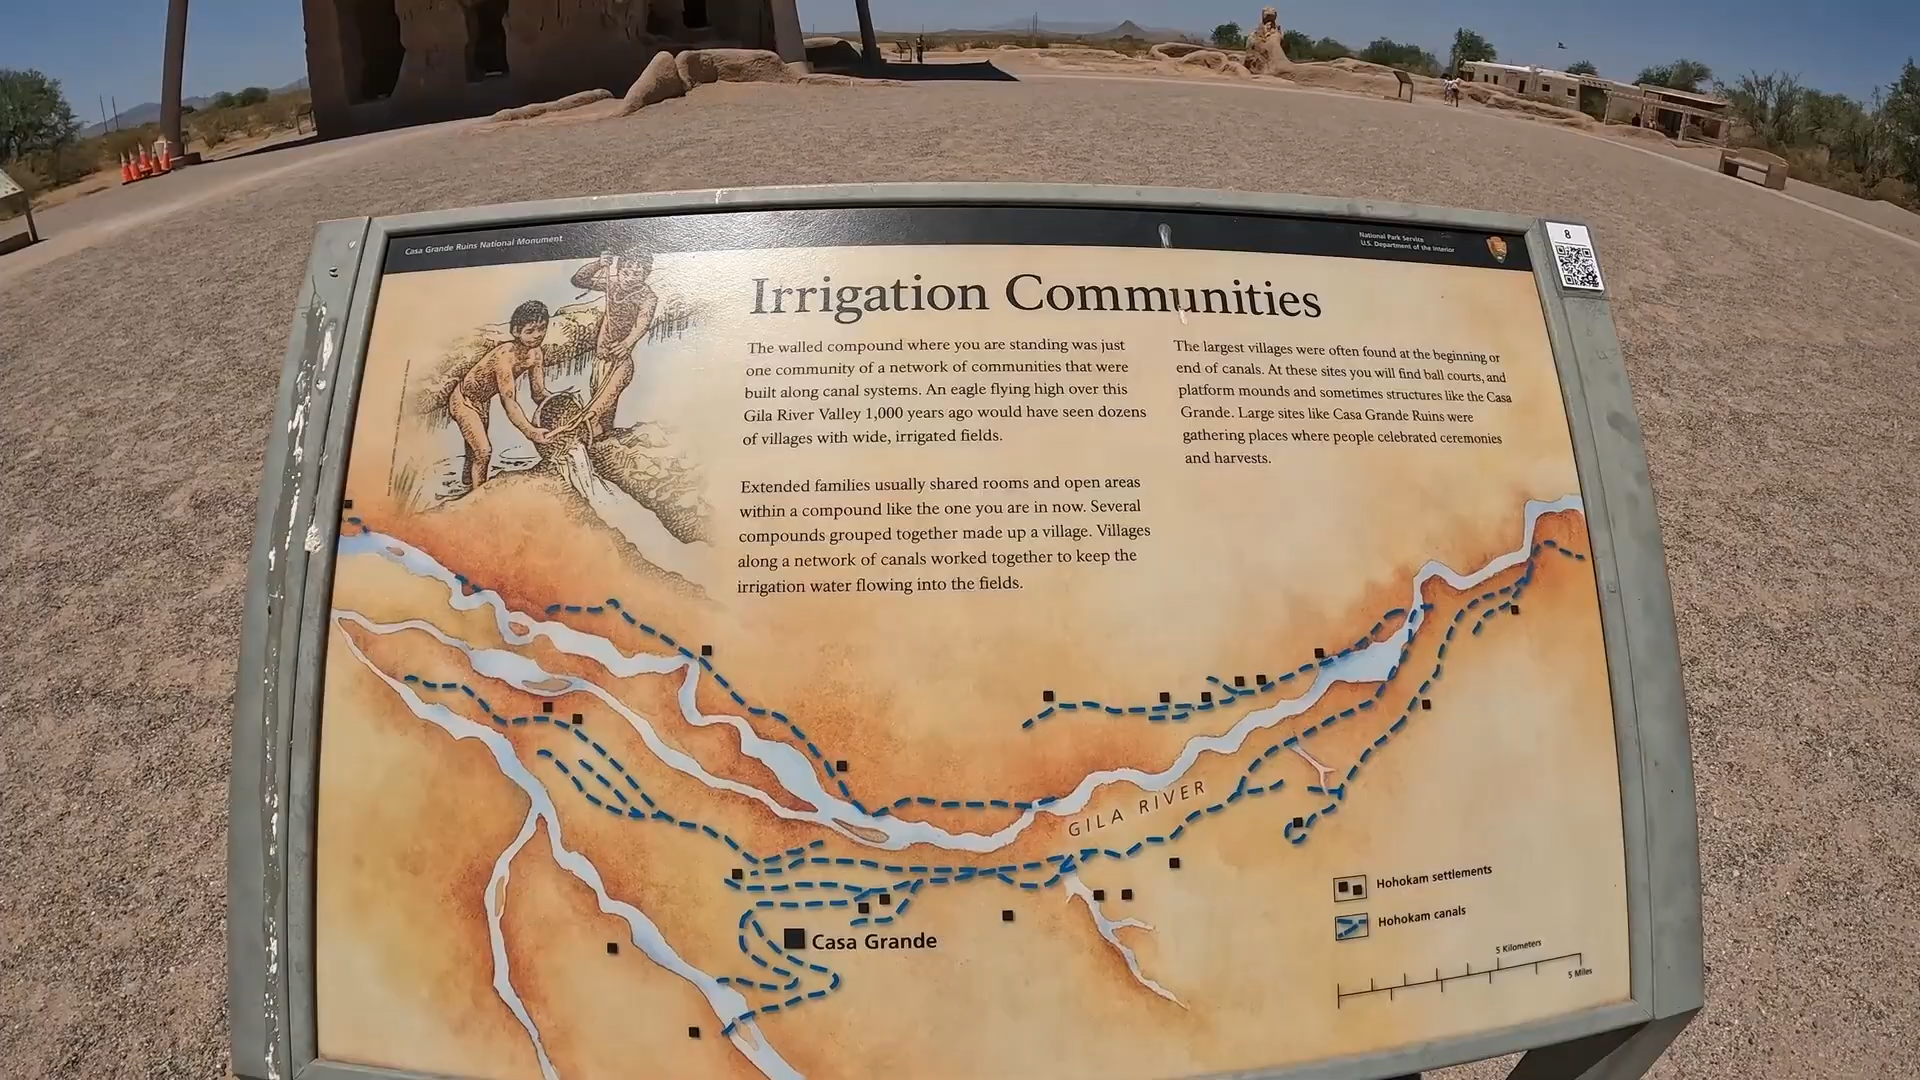 Casa Grande Ruins National Monument
National Park Service
U.S. Department of the Interior
8
Irrigation Communities
The walled compound where you are standing was just
one community of a network of communities that were
built along canal systems. An eagle flying high over this
Gila River Valley 1,000 years ago would have seen dozens
of villages with wide, irrigated fields.
Extended families usually shared rooms and open areas
within a compound like the one you are in now. Several
compounds grouped together made up a village. Villages
along a network of canals worked together to keep the
irrigation water flowing into the fields.
The largest villages were often found at the beginning or
end of canals. At these sites you will find ball courts, and
platform mounds and sometimes structures like the Casa
Grande. Large sites like Casa Grande Ruins were
gathering places where people celebrated ceremonies
and harvests.
GILA RIVER
Casa Grande
Hohokam settlements
Hohokam canals
5 Kilometers
5 Miles